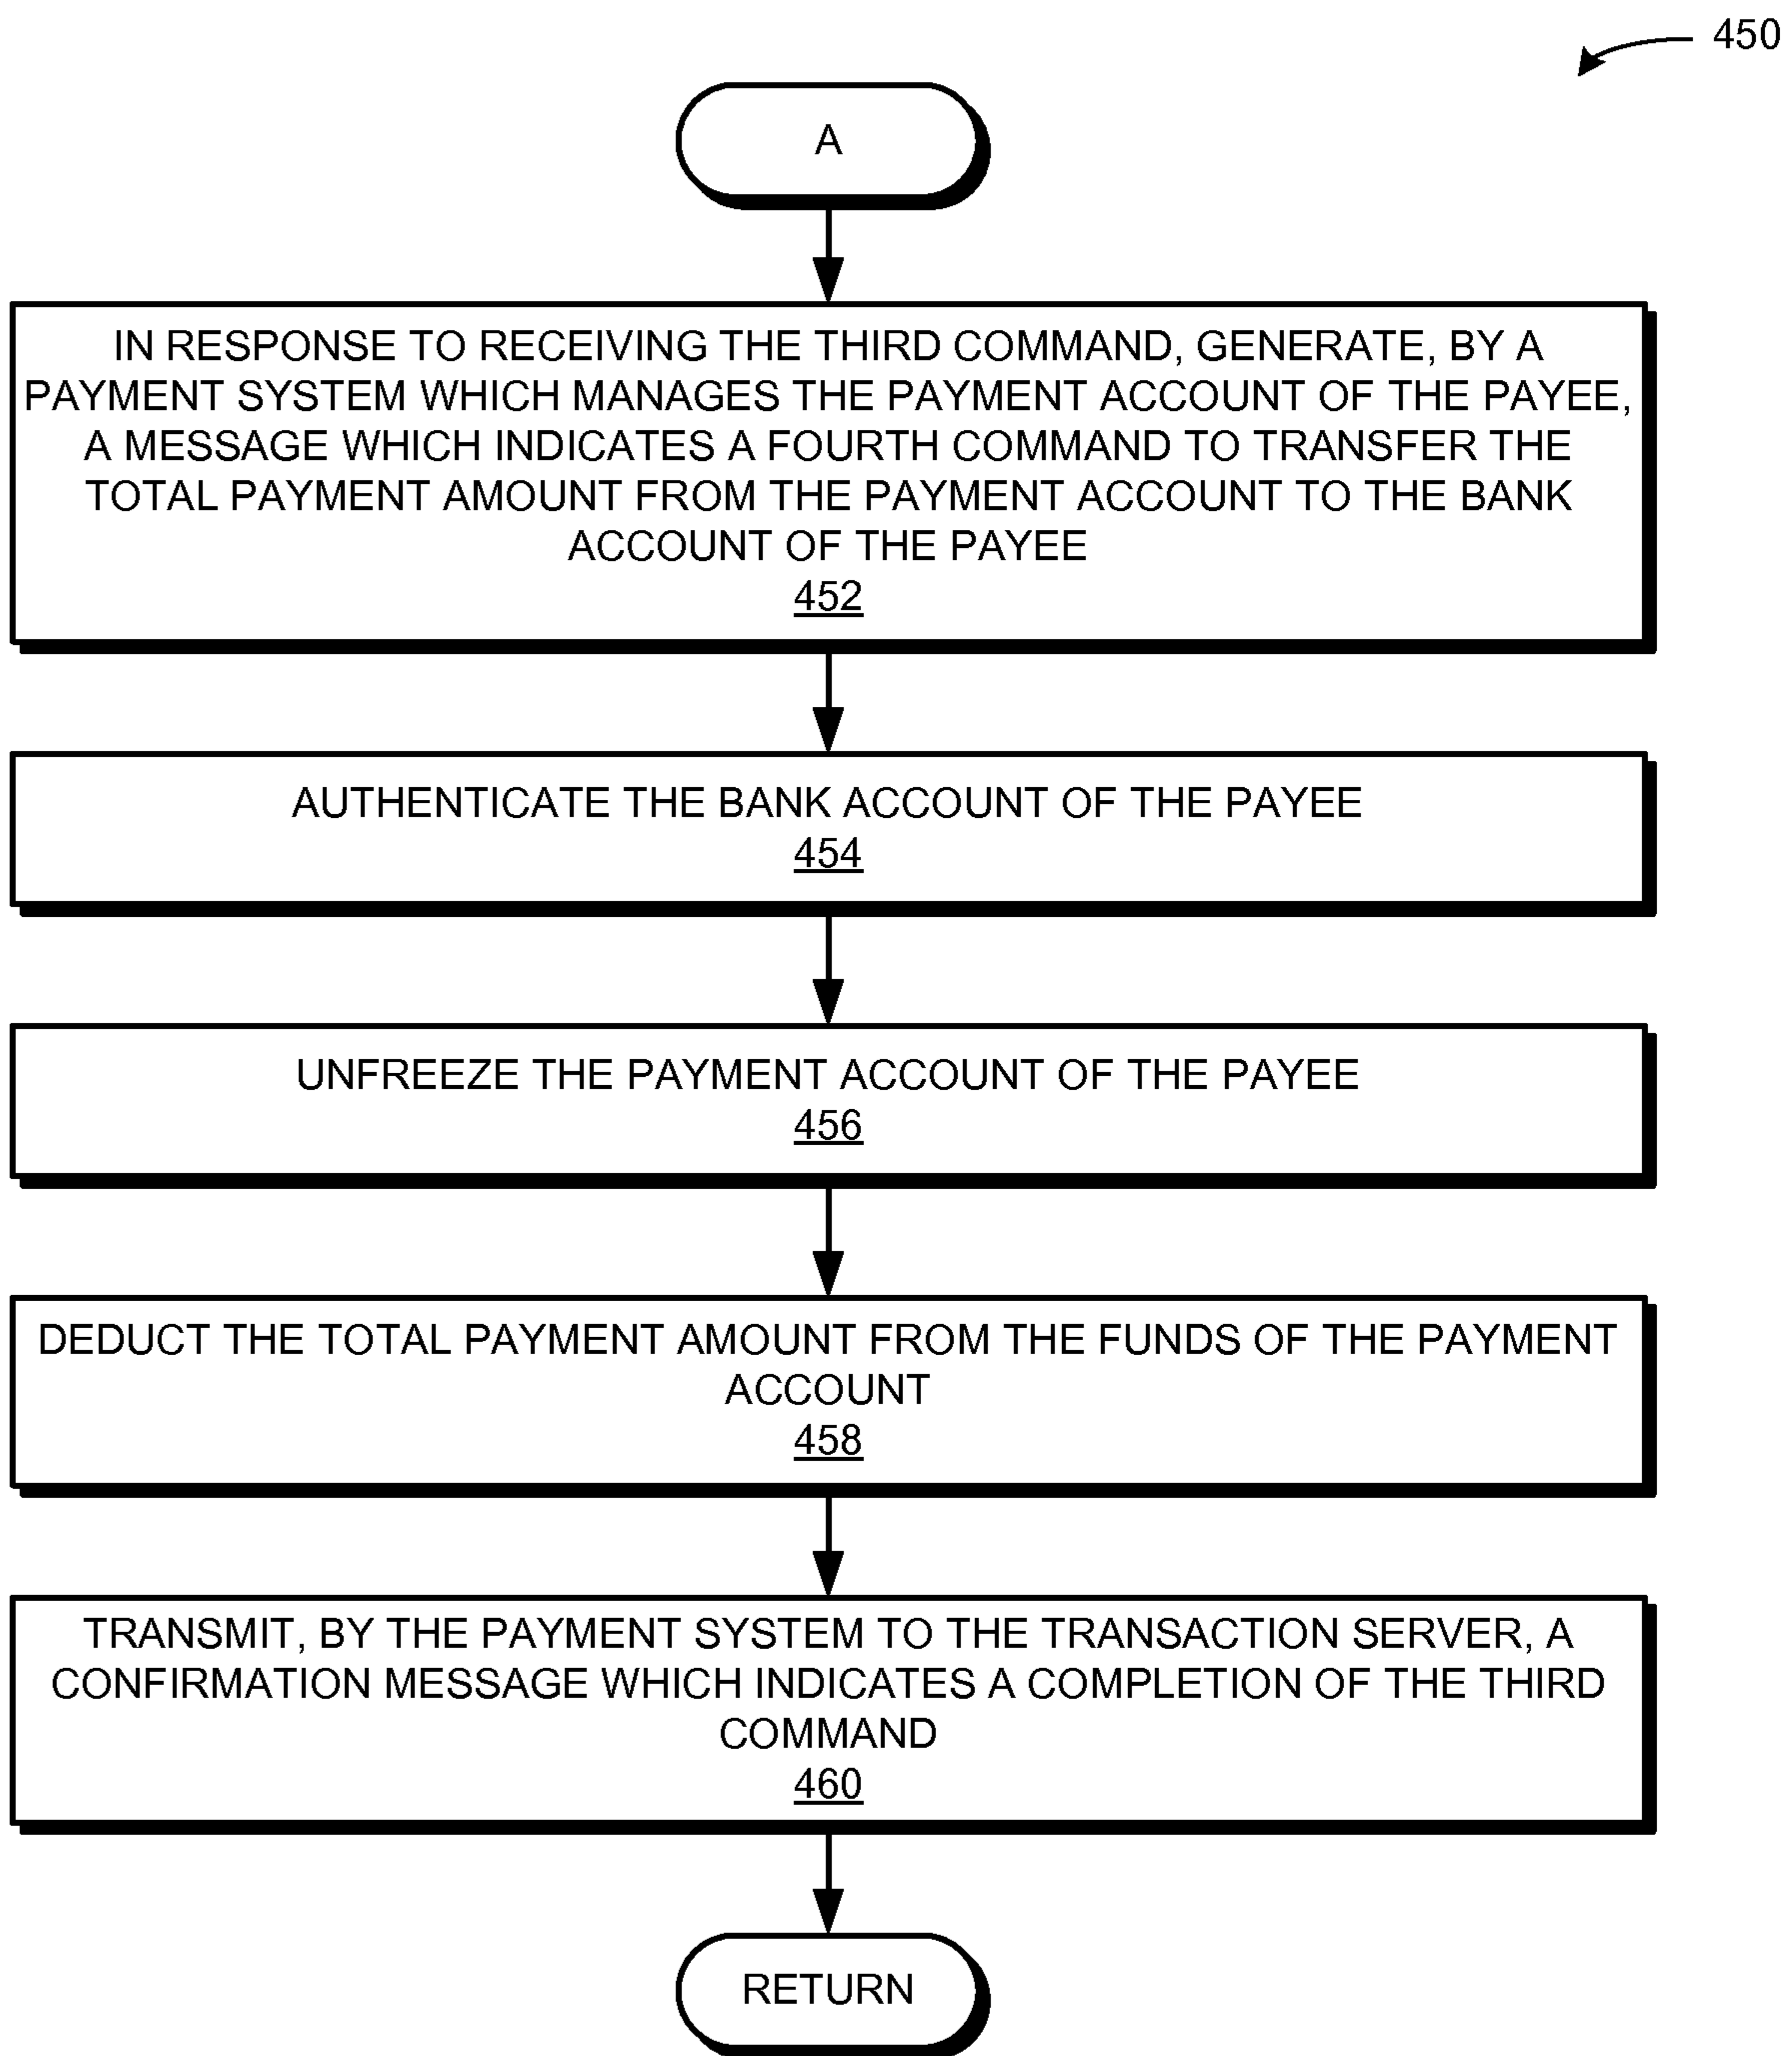 450
A
IN RESPONSE TO RECEIVING THE THIRD COMMAND, GENERATE, BY A
PAYMENT SYSTEM WHICH MANAGES THE PAYMENT ACCOUNT OF THE PAYEE,
A MESSAGE WHICH INDICATES A FOURTH COMMAND TO TRANSFER THE
TOTAL PAYMENT AMOUNT FROM THE PAYMENT ACCOUNT TO THE BANK
ACCOUNT OF THE PAYEE
452
AUTHENTICATE THE BANK ACCOUNT OF THE PAYEE
454
UNFREEZE THE PAYMENT ACCOUNT OF THE PAYEE
456
DEDUCT THE TOTAL PAYMENT AMOUNT FROM THE FUNDS OF THE PAYMENT
ACCOUNT
458
TRANSMIT, BY THE PAYMENT SYSTEM TO THE TRANSACTION SERVER, A
CONFIRMATION MESSAGE WHICH INDICATES A COMPLETION OF THE THIRD
COMMAND
460
RETURN